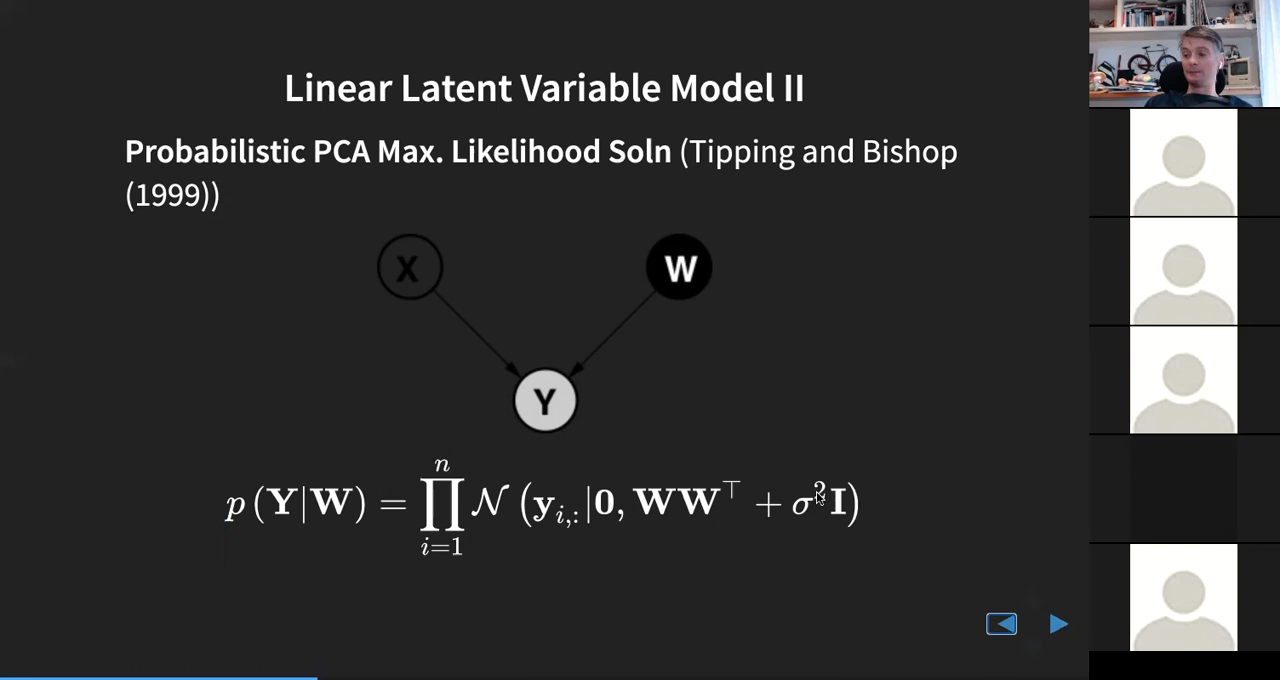 Linear Latent Variable Model II
Probabilistic PCA Max. Likelihood Soln (Tipping and Bishop
(1999))
X
W
Y
p (Y|W) = ∏_{i=1}^{n} 𝒩 (y_{i,:}|0, WW^⊤ + σ²I)